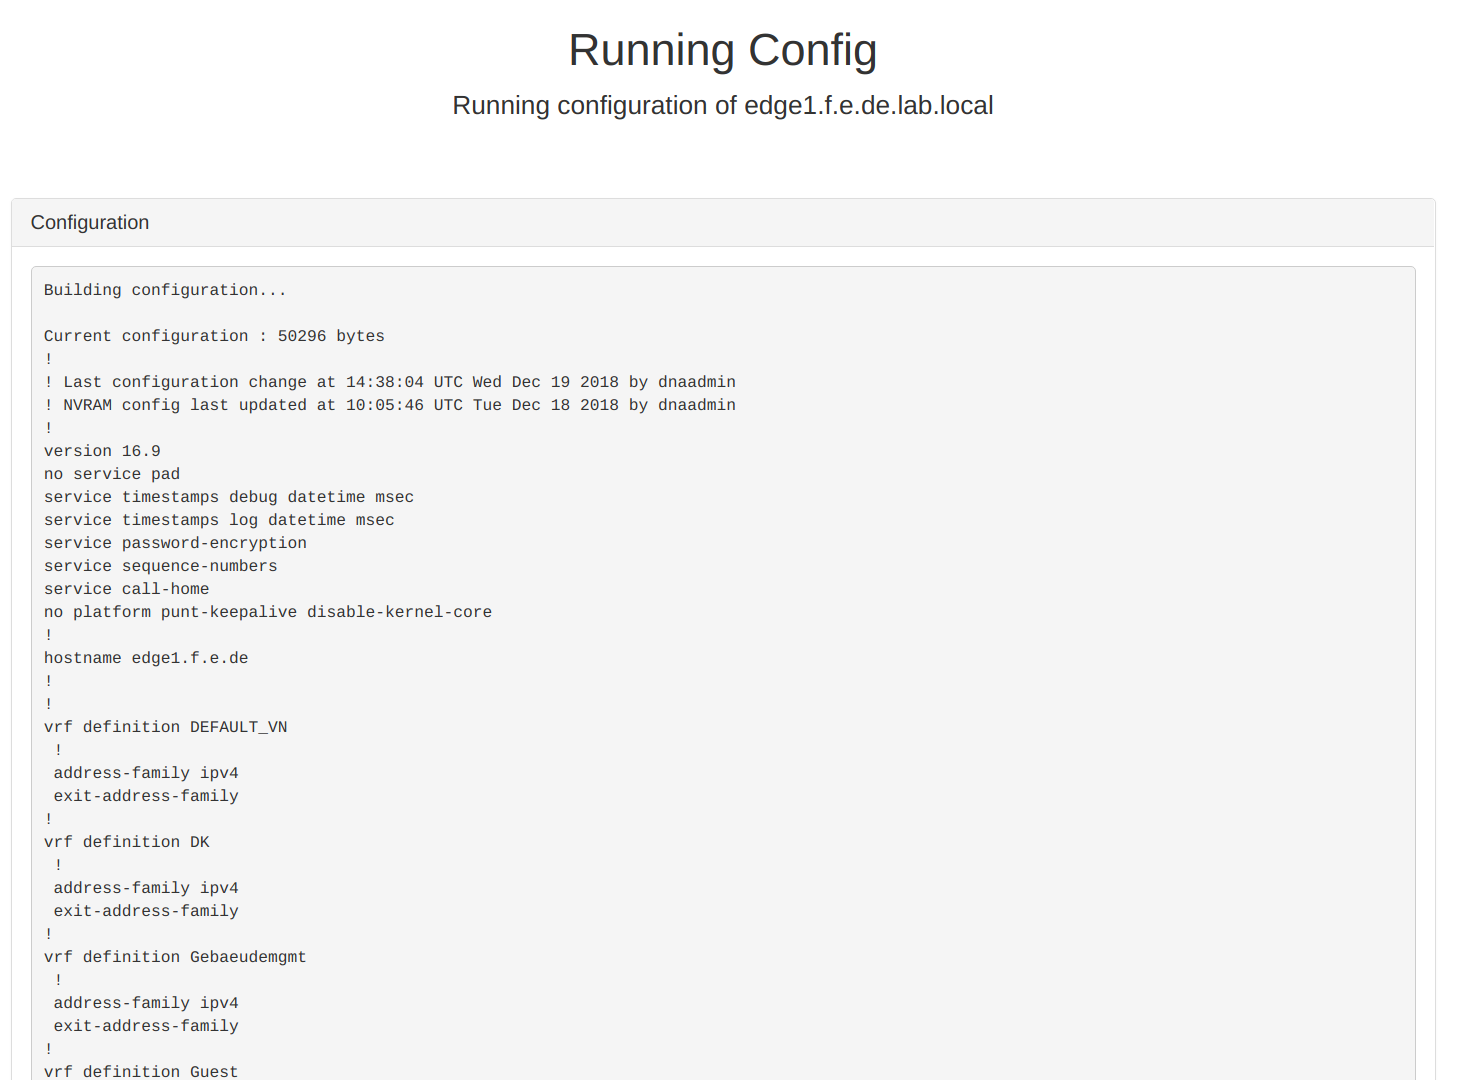 Running Config
Running configuration of edge1.f.e.de.lab.local
Configuration
Building configuration...
Current configuration : 50296 bytes
!
! Last configuration change at 14:38:04 UTC Wed Dec 19 2018 by dnaadmin
! NVRAM config last updated at 10:05:46 UTC Tue Dec 18 2018 by dnaadmin
!
version 16.9
no service pad
service timestamps debug datetime msec
service timestamps log datetime msec
service password-encryption
service sequence-numbers
service call-home
no platform punt-keepalive disable-kernel-core
!
hostname edge1.f.e.de
!
!
vrf definition DEFAULT_VN
 !
 address-family ipv4
 exit-address-family
!
vrf definition DK
 !
 address-family ipv4
 exit-address-family
!
vrf definition Gebaeudemgmt
 !
 address-family ipv4
 exit-address-family
!
vrf definition Guest